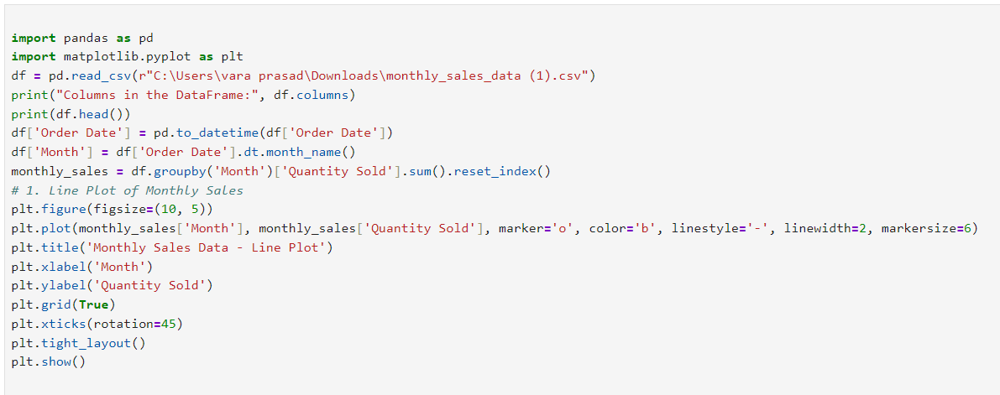 import pandas as pd
import matplotlib.pyplot as plt
df = pd.read_csv(r"C:\Users\vara prasad\Downloads\monthly_sales_data (1).csv")
print("Columns in the DataFrame:", df.columns)
print(df.head())
df['Order Date'] = pd.to_datetime(df['Order Date'])
df['Month'] = df['Order Date'].dt.month_name()
monthly_sales = df.groupby('Month')['Quantity Sold'].sum().reset_index()
# 1. Line Plot of Monthly Sales
plt.figure(figsize=(10, 5))
plt.plot(monthly_sales['Month'], monthly_sales['Quantity Sold'], marker='o', color='b', linestyle='-', linewidth=2, markersize=6)
plt.title('Monthly Sales Data - Line Plot')
plt.xlabel('Month')
plt.ylabel('Quantity Sold')
plt.grid(True)
plt.xticks(rotation=45)
plt.tight_layout()
plt.show()